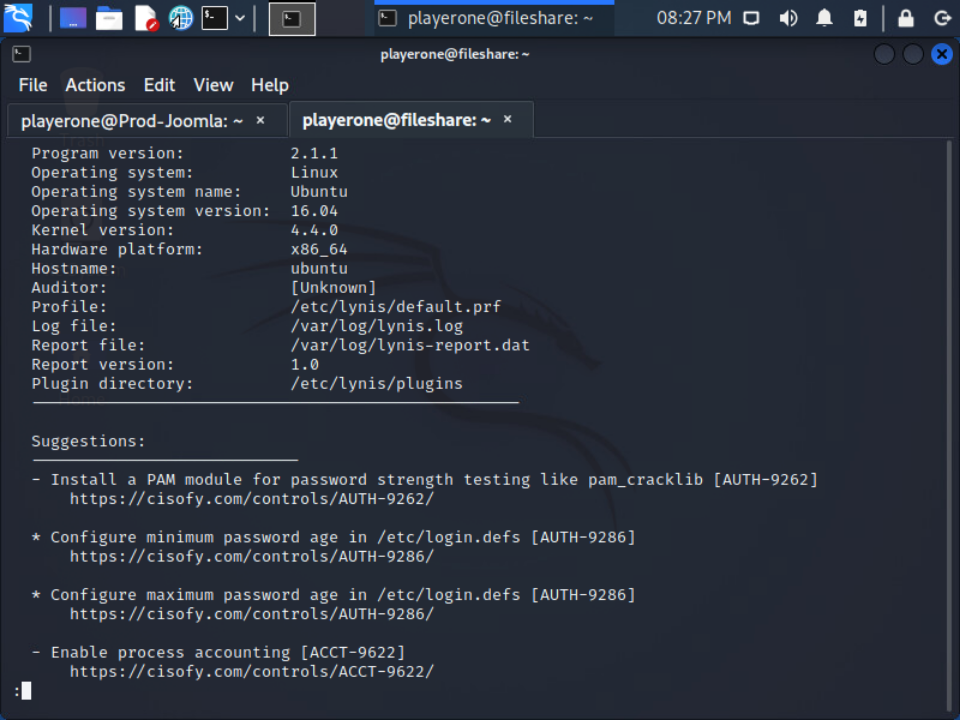 playerone@fileshare: ~
08:27 PM
playerone@fileshare: ~
File Actions Edit View Help
playerone@Prod-Joomla: ~ ×
playerone@fileshare: ~ ×
Program version: 2.1.1
Operating system: Linux
Operating system name: Ubuntu
Operating system version: 16.04
Kernel version: 4.4.0
Hardware platform: x86_64
Hostname: ubuntu
Auditor: [Unknown]
Profile: /etc/lynis/default.prf
Log file: /var/log/lynis.log
Report file: /var/log/lynis-report.dat
Report version: 1.0
Plugin directory: /etc/lynis/plugins
Suggestions:
- Install a PAM module for password strength testing like pam_cracklib [AUTH-9262]
https://cisofy.com/controls/AUTH-9262/
* Configure minimum password age in /etc/login.defs [AUTH-9286]
https://cisofy.com/controls/AUTH-9286/
* Configure maximum password age in /etc/login.defs [AUTH-9286]
https://cisofy.com/controls/AUTH-9286/
- Enable process accounting [ACCT-9622]
https://cisofy.com/controls/ACCT-9622/
: